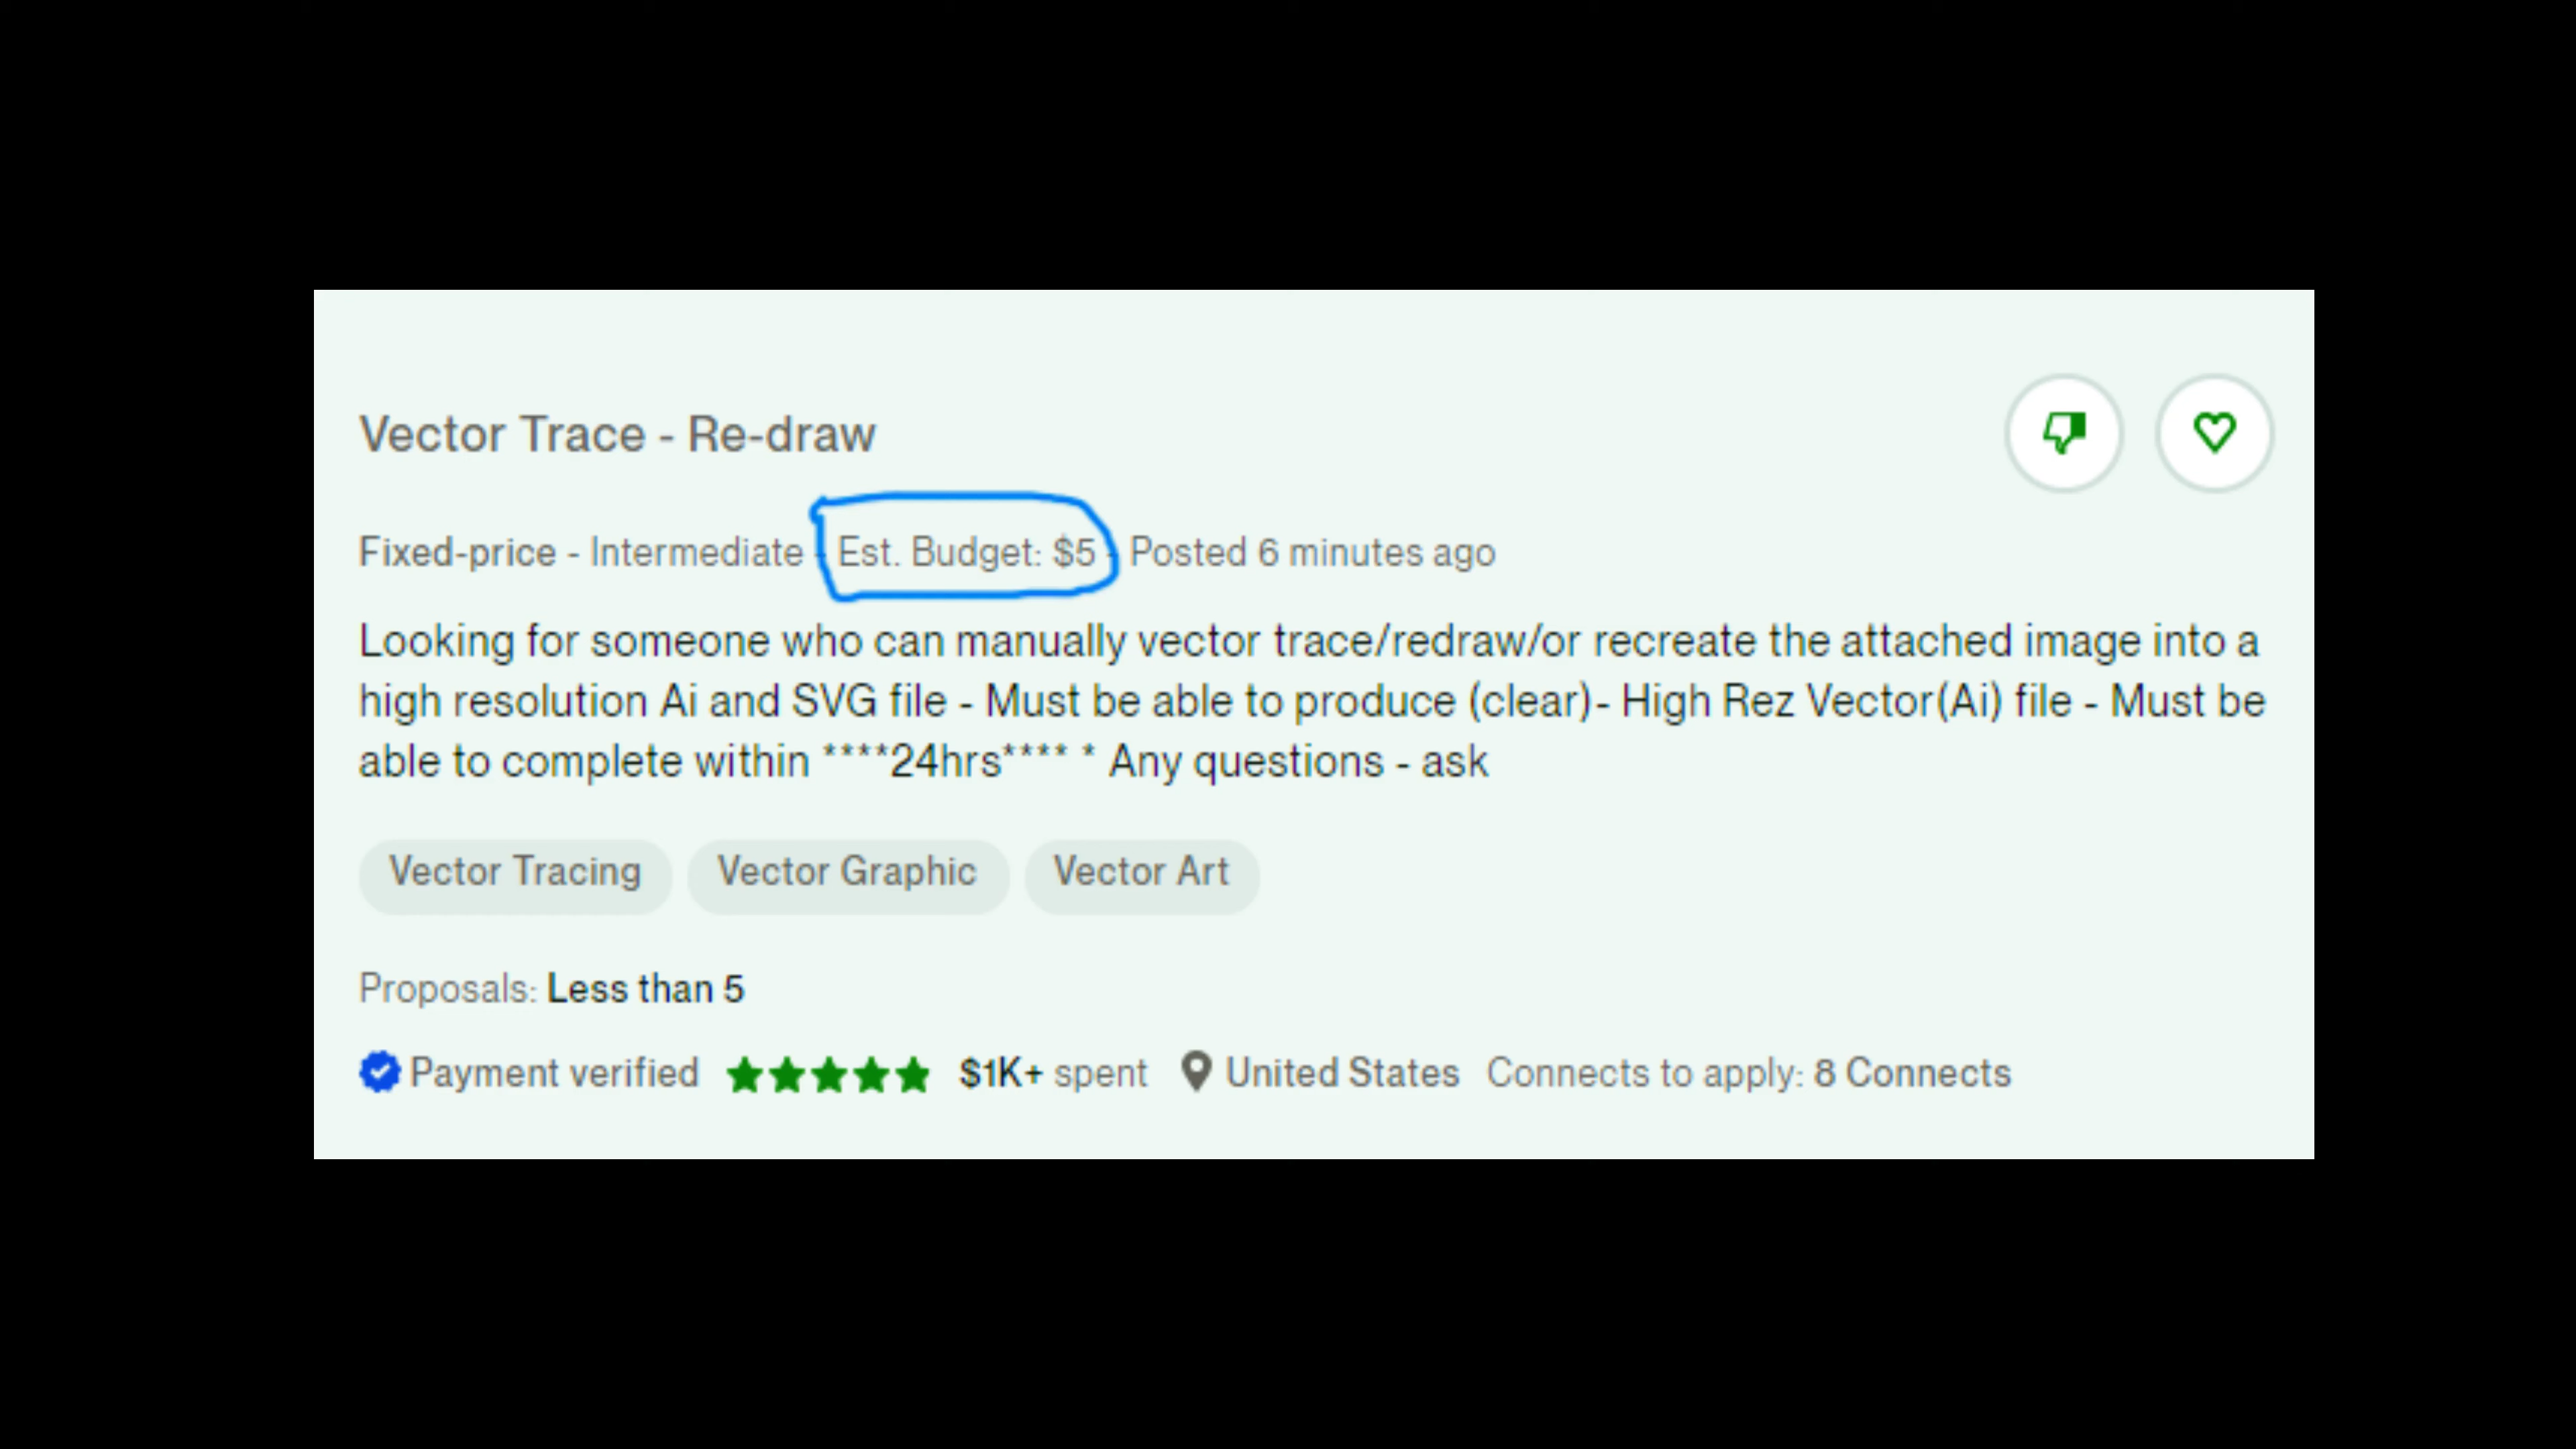 Vector Trace - Re-draw
Fixed-price - Intermediate - Est. Budget: $5 - Posted 6 minutes ago
Looking for someone who can manually vector trace/redraw/or recreate the attached image into a
high resolution Ai and SVG file - Must be able to produce (clear)- High Rez Vector(Ai) file - Must be
able to complete within ****24hrs**** * Any questions - ask
Vector Tracing Vector Graphic Vector Art
Proposals: Less than 5
Payment verified $1K+ spent United States Connects to apply: 8 Connects